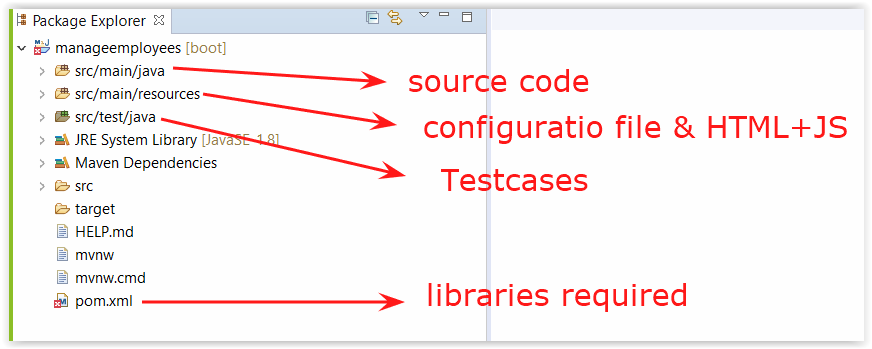 Package Explorer
manageemployees [boot]
src/main/java
source code
src/main/resources
configuratio file & HTML+JS
src/test/java
JRE System Library [JavaSE-1.8]
Maven Dependencies
Testcases
src
target
HELP.md
mvnw
mvnw.cmd
pom.xml
libraries required